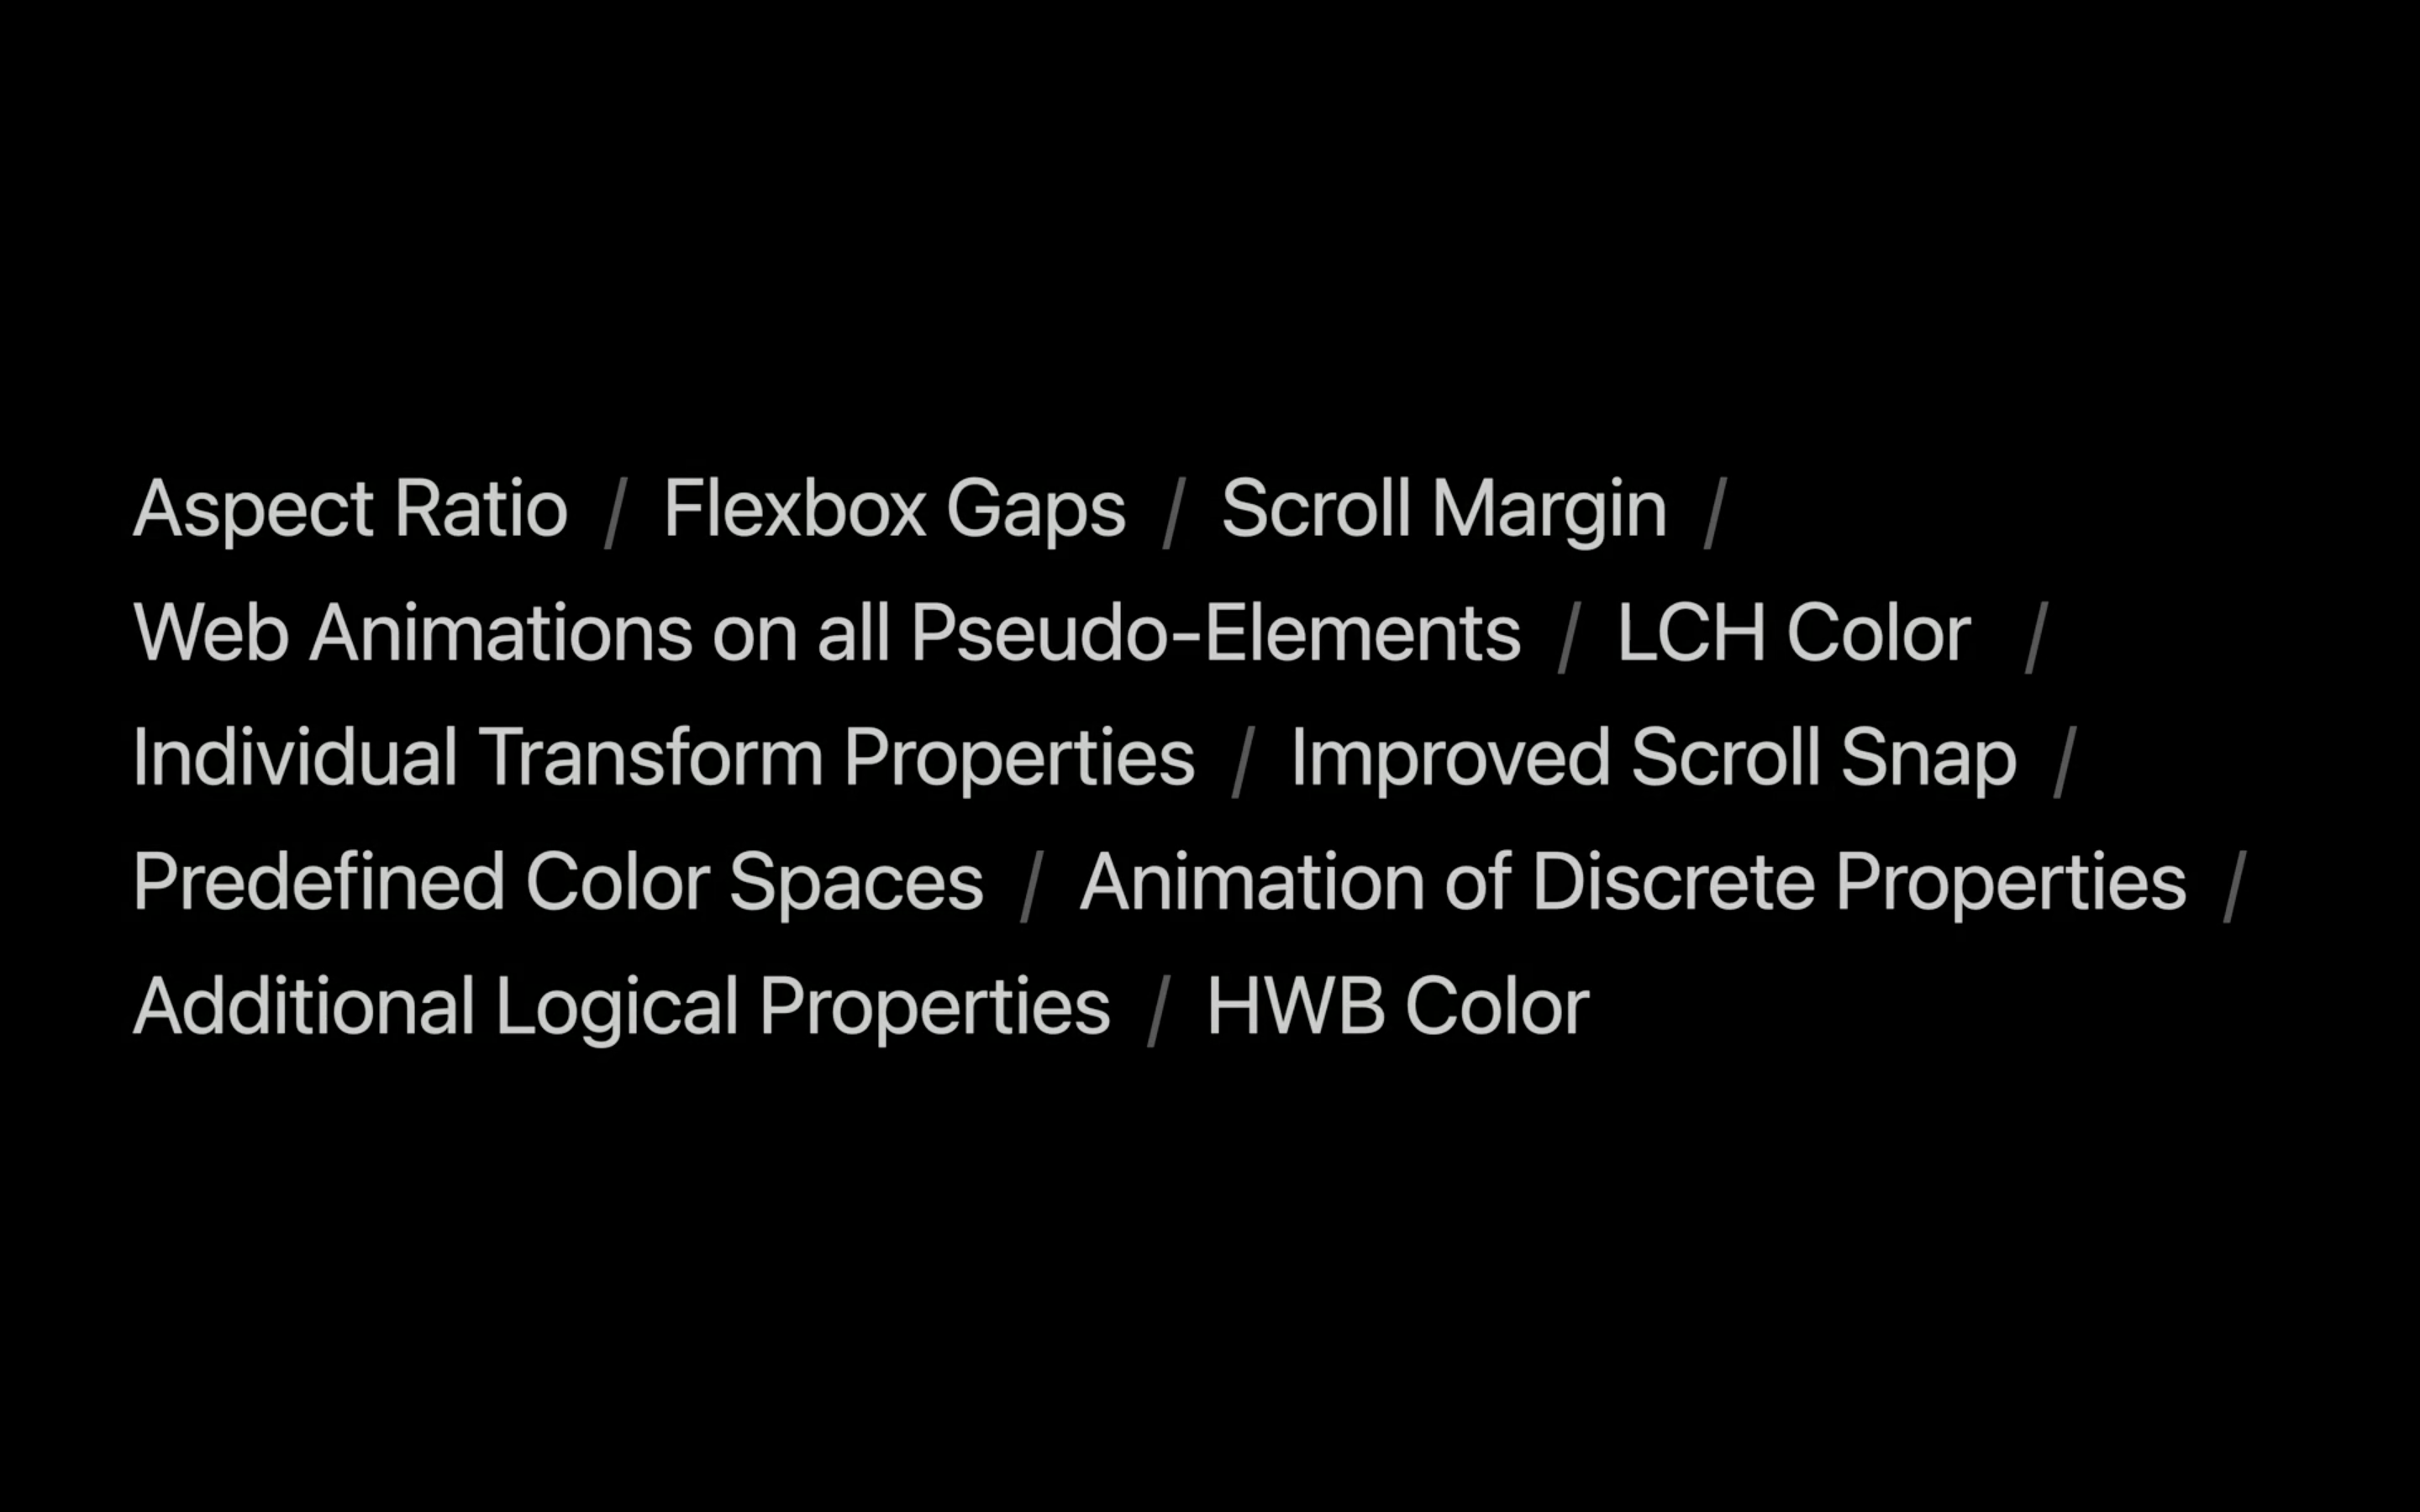 Aspect Ratio / Flexbox Gaps / Scroll Margin /
Web Animations on all Pseudo-Elements / LCH Color /
Individual Transform Properties / Improved Scroll Snap /
Predefined Color Spaces / Animation of Discrete Properties /
Additional Logical Properties / HWB Color